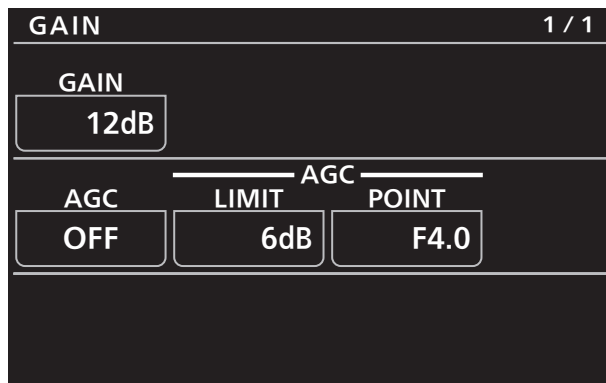 GAIN 1 / 1
GAIN
12dB
AGC
AGC LIMIT POINT
OFF 6dB F4.0